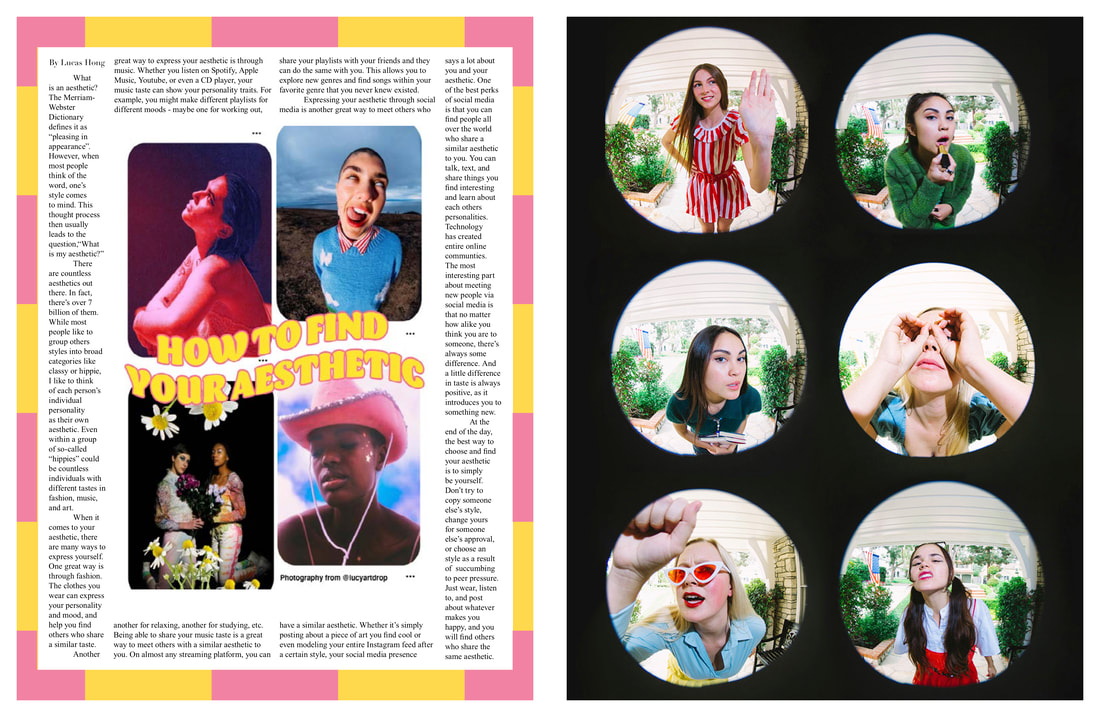 By Lucas Hong
What
is an aesthetic?
The Merriam-
Webster
Dictionary
defines it as
“pleasing in
appearance”.
However, when
most people
think of the
word, one’s
style comes
to mind. This
thought process
then usually
leads to the
question,“What
is my aesthetic?”
There
are countless
aesthetics out
there. In fact,
there’s over 7
billion of them.
While most
people like to
group others
styles into broad
categories like
classy or hippie,
I like to think
of each person’s
individual
personality
as their own
aesthetic. Even
within a group
of so-called
“hippies” could
be countless
individuals with
different tastes in
fashion, music,
and art.
When it
comes to your
aesthetic, there
are many ways to
express yourself.
One great way is
through fashion.
The clothes you
wear can express
your personality
and mood, and
help you find
others who share
a similar taste.
Another
great way to express your aesthetic is through
music. Whether you listen on Spotify, Apple
Music, Youtube, or even a CD player, your
music taste can show your personality traits. For
example, you might make different playlists for
different moods - maybe one for working out,
another for relaxing, another for studying, etc.
Being able to share your music taste is a great
way to meet others with a similar aesthetic to
you. On almost any streaming platform, you can
share your playlists with your friends and they
can do the same with you. This allows you to
explore new genres and find songs within your
favorite genre that you never knew existed.
Expressing your aesthetic through social
media is another great way to meet others who
HOW TO FIND
YOUR AESTHETIC
Photography from @lucyartdrop
have a similar aesthetic. Whether it’s simply
posting about a piece of art you find cool or
even modeling your entire Instagram feed after
a certain style, your social media presence
says a lot about
you and your
aesthetic. One
of the best perks
of social media
is that you can
find people all
over the world
who share a
similar aesthetic
to you. You can
talk, text, and
share things you
find interesting
and learn about
each others
personalities.
Technology
has created
entire online
communties.
The most
interesting part
about meeting
new people via
social media is
that no matter
how alike you
think you are to
someone, there’s
always some
difference. And
a little difference
in taste is always
positive, as it
introduces you to
something new.
At the
end of the day,
the best way to
choose and find
your aesthetic
is to simply
be yourself.
Don’t try to
copy someone
else’s style,
change yours
for someone
else’s approval,
or choose an
style as a result
of succumbing
to peer pressure.
Just wear, listen
to, and post
about whatever
makes you
happy, and you
will find others
who share the
same aesthetic.